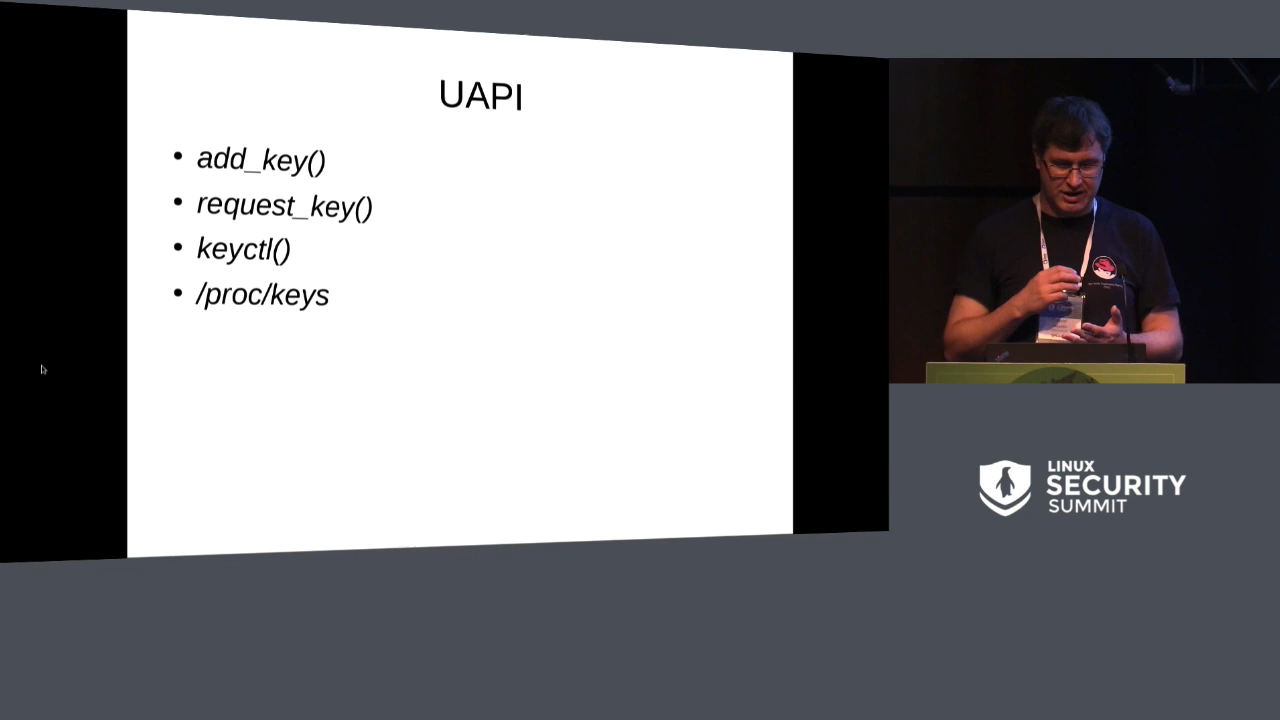 UAPI
• add_key()
• request_key()
• keyctl()
• /proc/keys
LINUX
SECURITY
SUMMIT